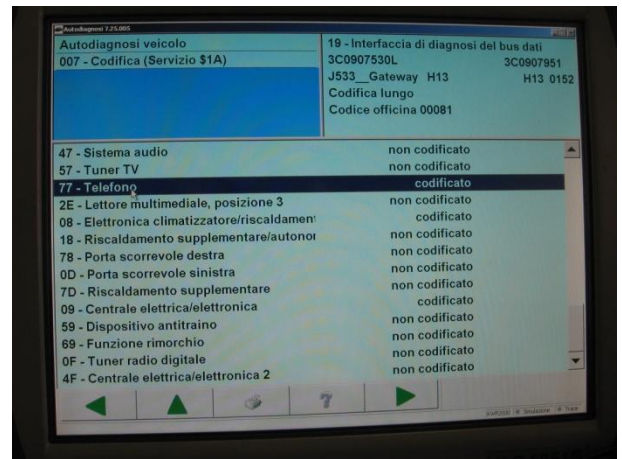 Autodiagnosi 7.25.005
Autodiagnosi veicolo
007 - Codifica (Servizio $1A)
19 - Interfaccia di diagnosi del bus dati
3C0907530L 3C0907951
J533__Gateway H13 H13 0152
Codifica lungo
Codice officina 00081
47 - Sistema audio non codificato
57 - Tuner TV non codificato
77 - Telefono codificato
2E - Lettore multimediale, posizione 3 non codificato
08 - Elettronica climatizzatore/riscaldament codificato
18 - Riscaldamento supplementare/autonor non codificato
78 - Porta scorrevole destra non codificato
0D - Porta scorrevole sinistra non codificato
7D - Riscaldamento supplementare non codificato
09 - Centrale elettrica/elettronica codificato
59 - Dispositivo antitraino non codificato
69 - Funzione rimorchio non codificato
0F - Tuner radio digitale non codificato
4F - Centrale elettrica/elettronica 2 non codificato
?
Simulazione Trace